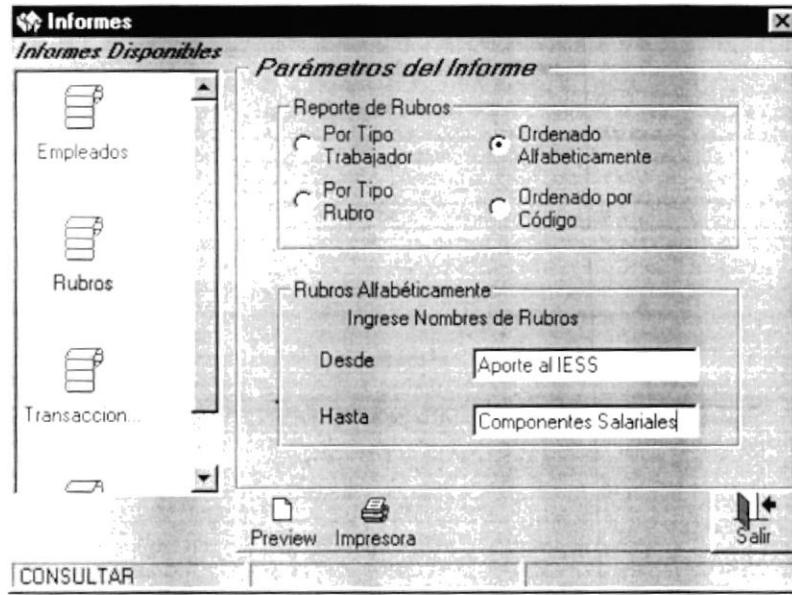 Informes
Informes Disponibles
Empleados
Rubros
Transaccion...
Parámetros del Informe
Reporte de Rubros
Por Tipo
Trabajador
Ordenado
Alfabeticamente
Por Tipo
Rubro
Ordenado por
Código
Rubros Alfabéticamente
Ingrese Nombres de Rubros
Desde
Aporte al IESS
Hasta
Componentes Salariales
Preview
Impresora
Salir
CONSULTAR